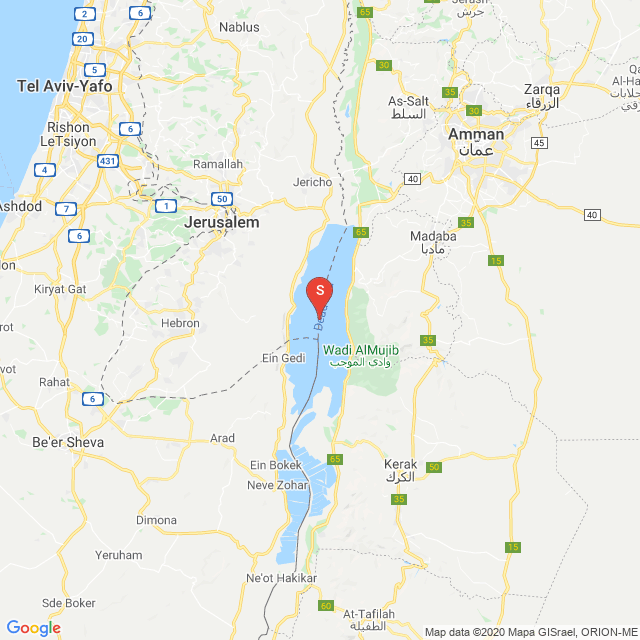 2
6
Nablus
65
Jerash
جرش
20
Tel Aviv-Yafo
5
30
As-Salt
السلط
35
30
Zarqa
الزرقاء
Rishon
LeTsiyon
6
Amman
عمان
45
431
Ramallah
4
Jericho
40
Ashdod
7
1
50
Jerusalem
6
65
35
40
Madaba
مأدبا
15
Kiryat Gat
S
Dead
Hebron
Wadi AlMujib
وادي الموجب
35
Ein Gedi
Rahat
6
Be'er Sheva
Arad
Ein Bokek
65
Kerak
الكرك
50
Neve Zohar
35
Dimona
15
Yeruham
Ne'ot Hakikar
Sde Boker
60
At-Tafilah
الطفيلة
Google
Map data ©2020 Mapa GISrael, ORION-ME